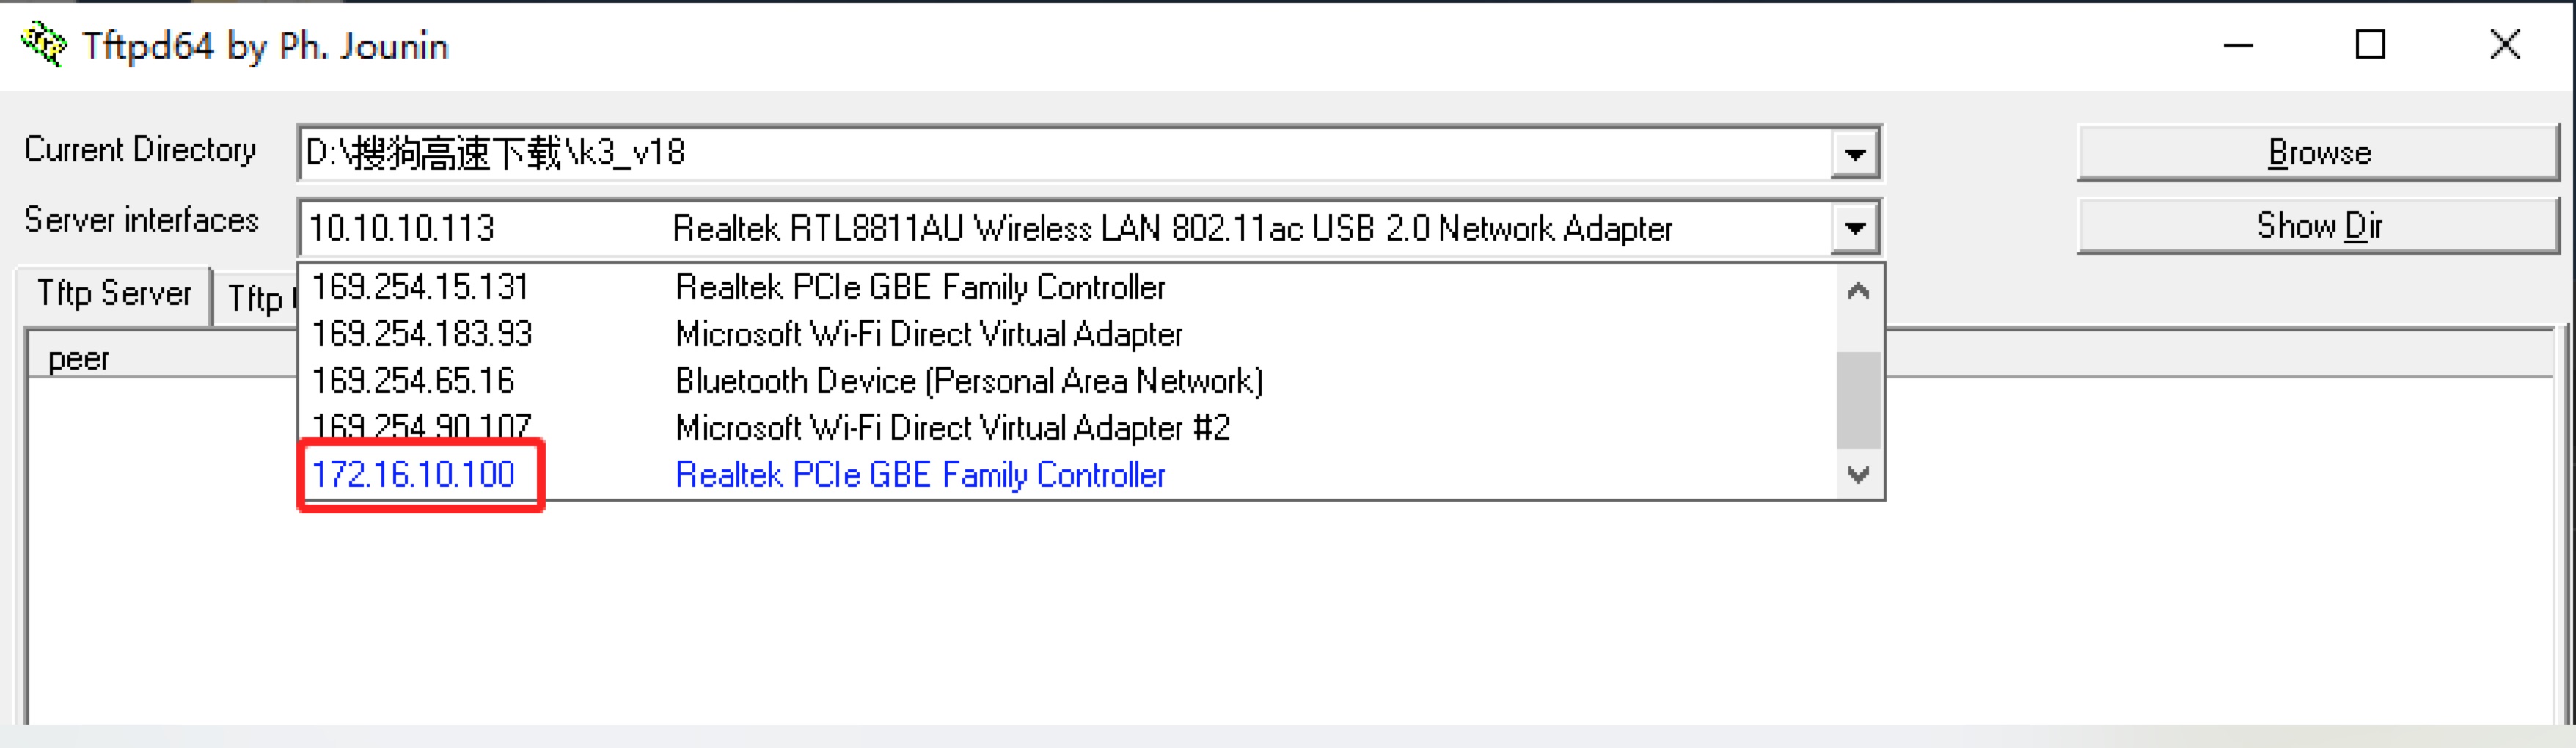 Tftpd64 by Ph. Jounin
Current Directory D:\搜狗高速下载\k3_v18 Browse
Server interfaces 10.10.10.113 Realtek RTL8811AU Wireless LAN 802.11ac USB 2.0 Network Adapter Show Dir
169.254.15.131 Realtek PCIe GBE Family Controller
Tftp Server Tftp
169.254.183.93 Microsoft Wi-Fi Direct Virtual Adapter
peer
169.254.65.16 Bluetooth Device (Personal Area Network)
169.254.90.107 Microsoft Wi-Fi Direct Virtual Adapter #2
172.16.10.100 Realtek PCIe GBE Family Controller